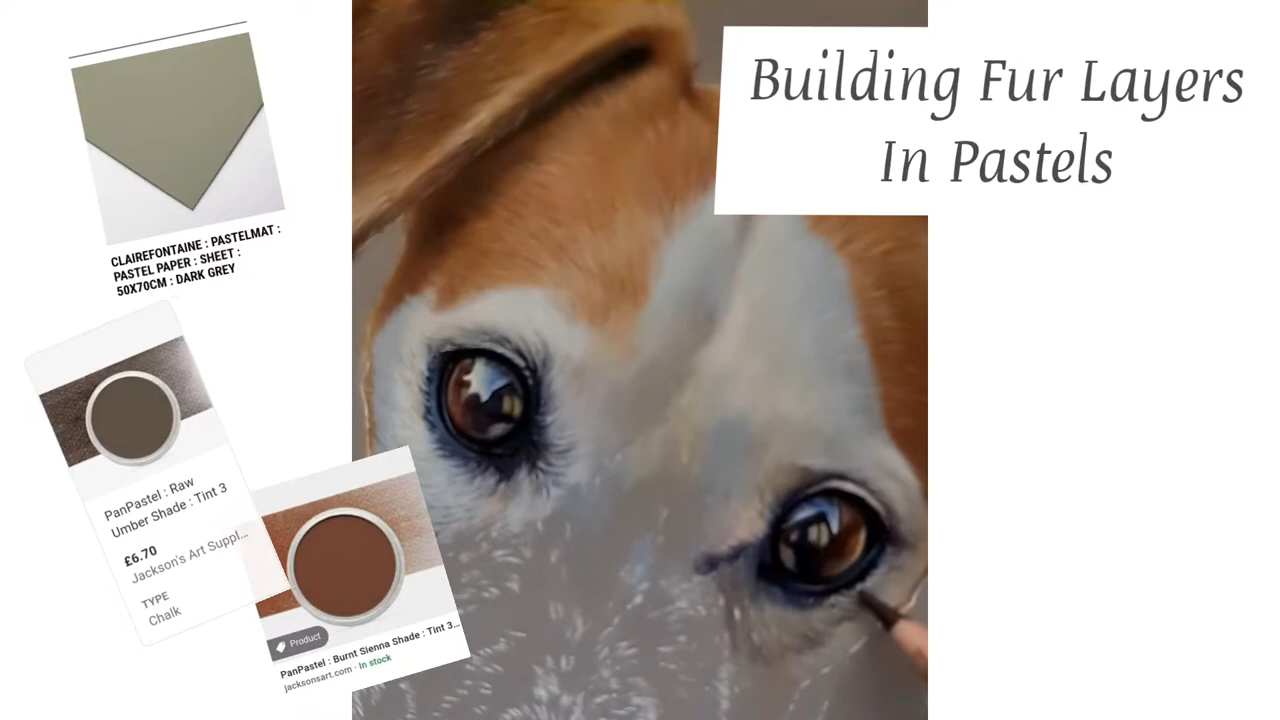 Building Fur Layers
In Pastels
CLAIREFONTAINE : PASTELMAT :
PASTEL PAPER : SHEET :
50X70CM : DARK GREY
PanPastel : Raw
Umber Shade : Tint 3
£6.70
Jackson's Art Suppl...
TYPE
Chalk
Product
PanPastel : Burnt Sienna Shade : Tint 3...
jacksonsart.com · In stock